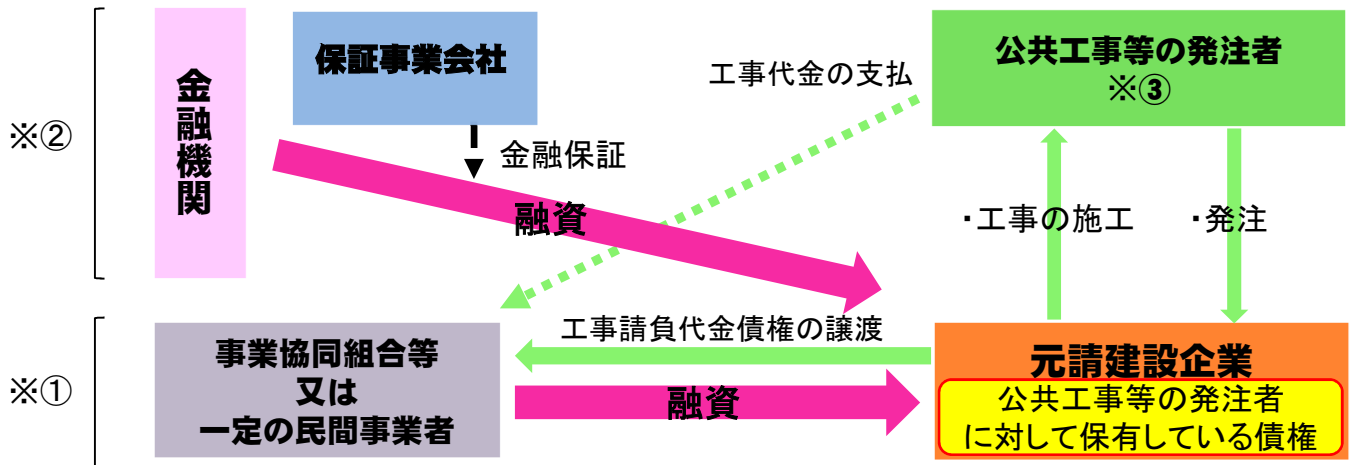 ※②
金融機関
保証事業会社
金融保証
融資
工事代金の支払
公共工事等の発注者
※③
・工事の施工
・発注
※①
事業協同組合等
又は
一定の民間事業者
工事請負代金債権の譲渡
融資
元請建設企業
公共工事等の発注者
に対して保有している債権